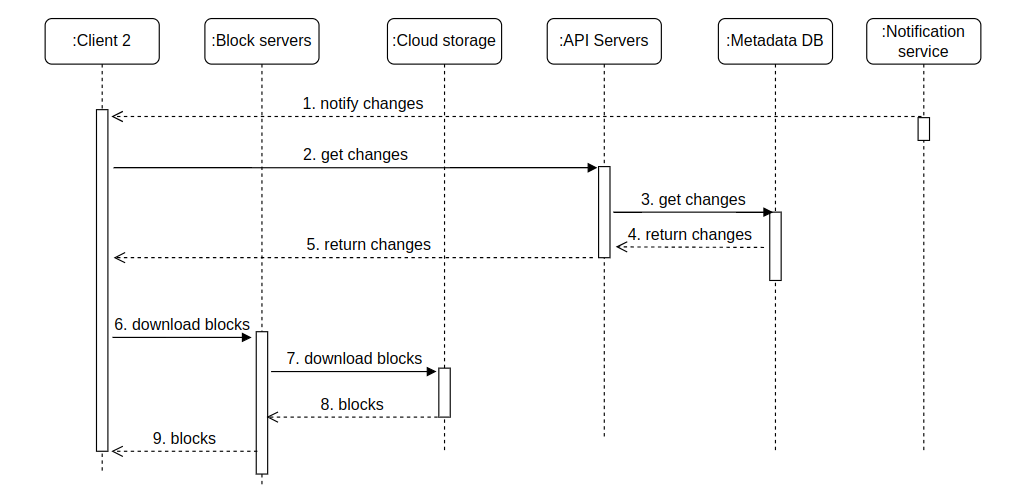 :Client 2
:Block servers
:Cloud storage
:API Servers
:Metadata DB
:Notification
service
1. notify changes
2. get changes
3. get changes
4. return changes
5. return changes
6. download blocks
7. download blocks
8. blocks
9. blocks